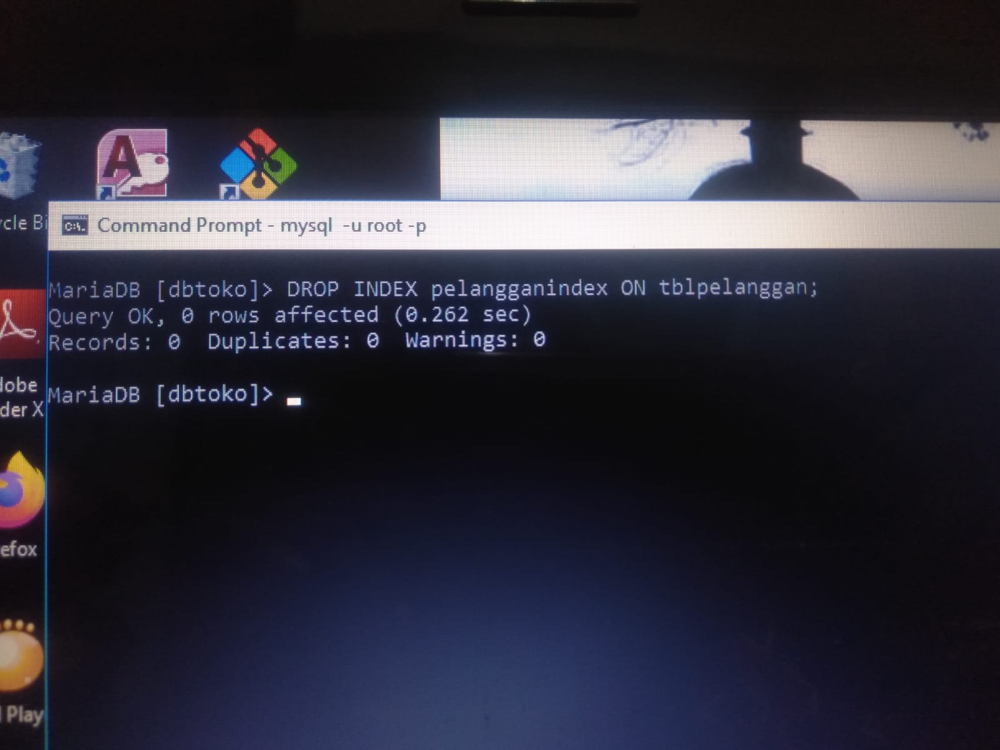 ycle Bi
C:\.
Command Prompt - mysql  -u root -p
MariaDB [dbtoko]> DROP INDEX pelangganindex ON tblpelanggan;
Query OK, 0 rows affected (0.262 sec)
Records: 0  Duplicates: 0  Warnings: 0
MariaDB [dbtoko]>
dobe
der X
efox
Play